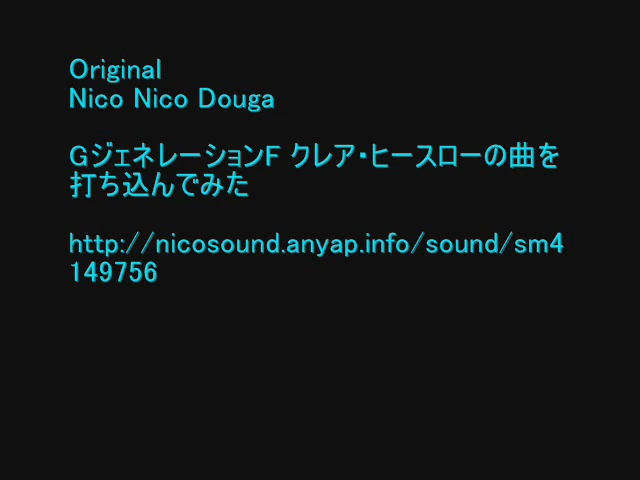 Original
Nico Nico Douga
GジェネレーションF クレア・ヒースローの曲を
打ち込んでみた
http://nicosound.anyap.info/sound/sm4
149756